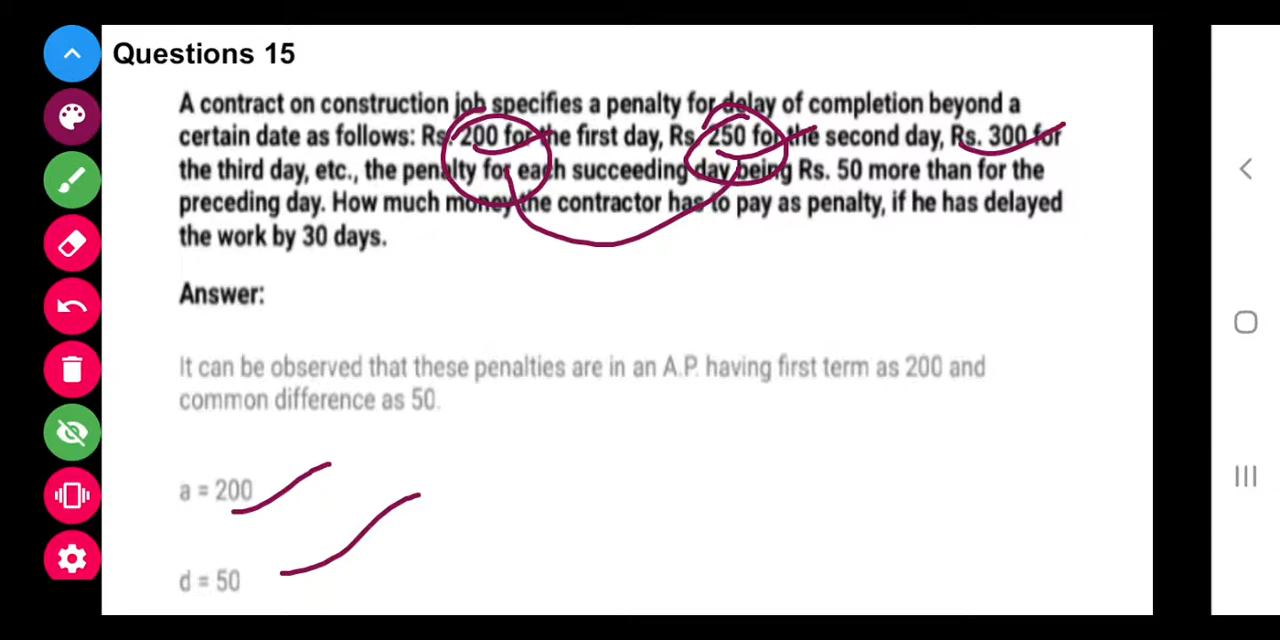 Questions 15
A contract on construction job specifies a penalty for delay of completion beyond a
certain date as follows: Rs. 200 for the first day, Rs. 250 for the second day, Rs. 300 for
the third day, etc., the penalty for each succeeding day being Rs. 50 more than for the
preceding day. How much money the contractor has to pay as penalty, if he has delayed
the work by 30 days.
Answer:
It can be observed that these penalties are in an A.P. having first term as 200 and
common difference as 50.
a = 200
d = 50